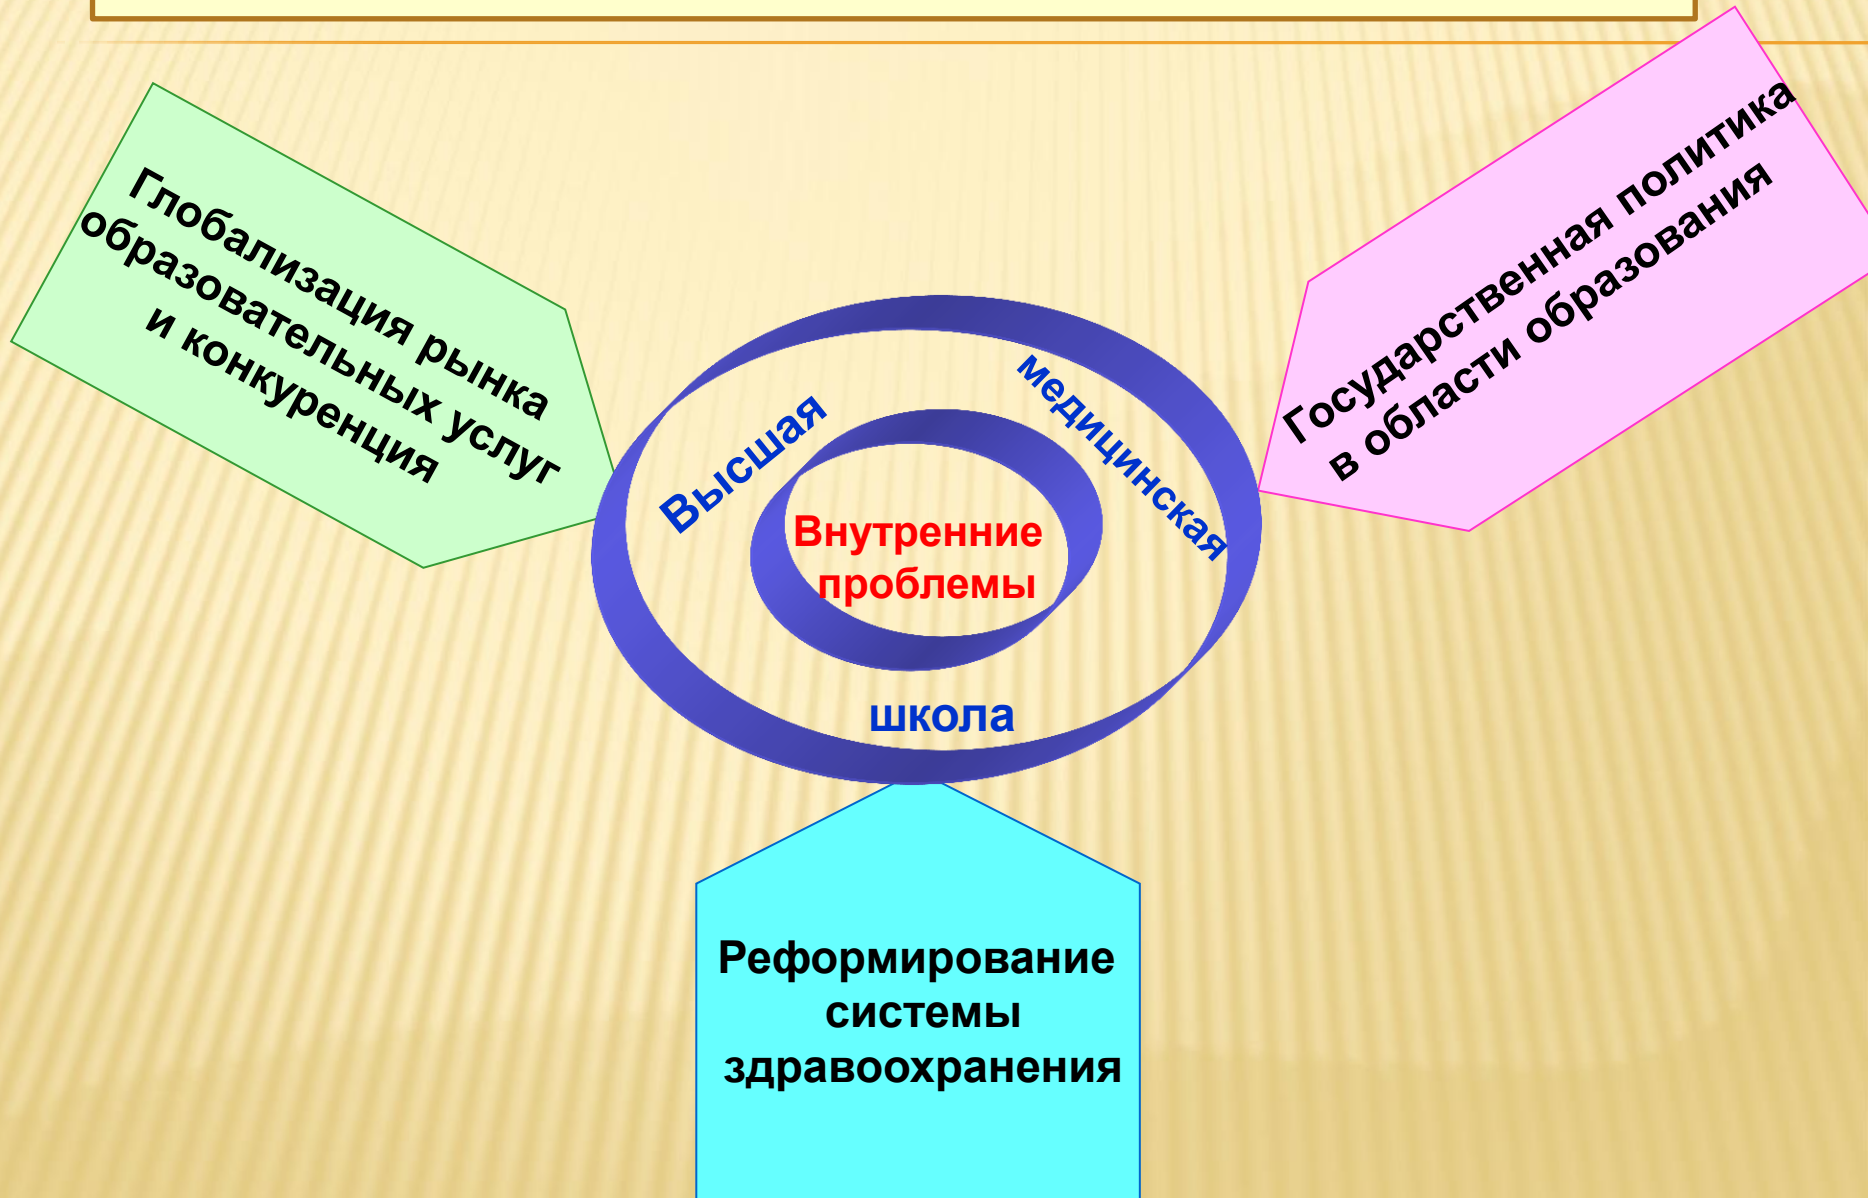 Глобализация рынка
образовательных услуг
и конкуренция
Государственная политика
в области образования
Высшая
медицинская
школа
Внутренние
проблемы
Реформирование
системы
здравоохранения